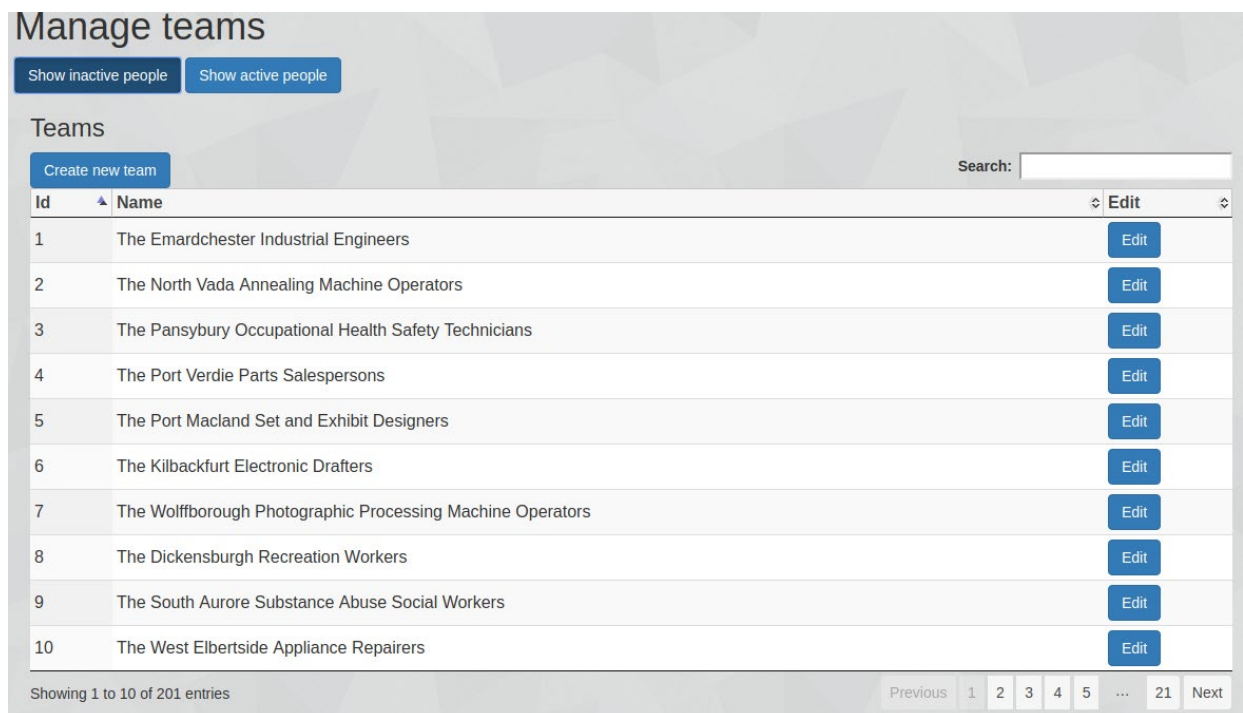 Manage teams
Show inactive people Show active people
Teams
Create new team Search:
Id Name Edit
1 The Emardchester Industrial Engineers Edit
2 The North Vada Annealing Machine Operators Edit
3 The Pansybury Occupational Health Safety Technicians Edit
4 The Port Verdie Parts Salespersons Edit
5 The Port Macland Set and Exhibit Designers Edit
6 The Kilbackfurt Electronic Drafters Edit
7 The Wolffborough Photographic Processing Machine Operators Edit
8 The Dickensburgh Recreation Workers Edit
9 The South Aurore Substance Abuse Social Workers Edit
10 The West Elbertside Appliance Repairers Edit
Showing 1 to 10 of 201 entries Previous 1 2 3 4 5 … 21 Next